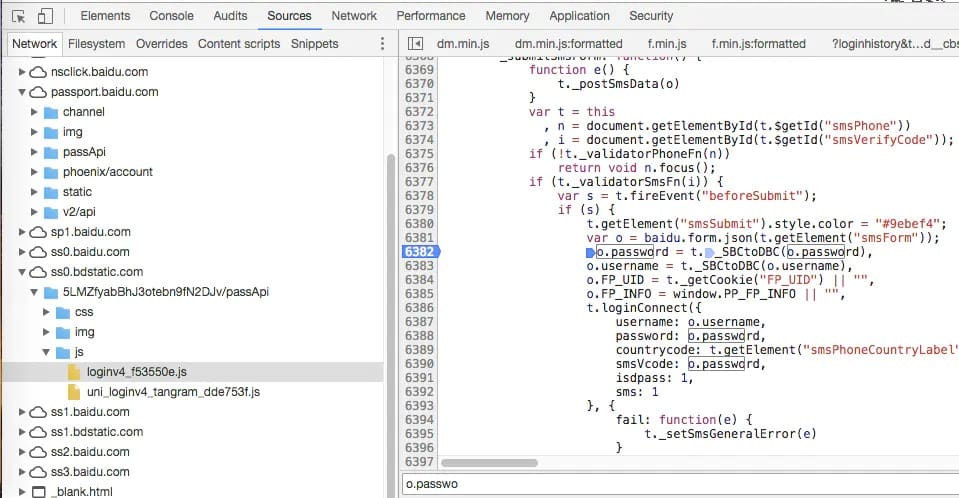 Elements Console Audits Sources Network Performance Memory Application Security
Network Filesystem Overrides Content scripts Snippets
dm.min.js dm.min.js:formatted f.min.js f.min.js:formatted ?loginhistory&t...d__cbs
nsclick.baidu.com
passport.baidu.com
channel
img
passApi
phoenix/account
static
v2/api
sp1.baidu.com
ss0.baidu.com
ss0.bdstatic.com
5LMZfyabBhJ3otebn9fN2DJv/passApi
css
img
js
loginv4_f53550e.js
uni_loginv4_tangram_dde753f.js
ss1.baidu.com
ss1.bdstatic.com
ss2.baidu.com
ss3.baidu.com
_blank.html
6368 _submitSmsForm: function() {
6369 function e() {
6370 t._postSmsData(o)
6371 }
6372 var t = this
6373 , n = document.getElementById(t.$getId("smsPhone"))
6374 , i = document.getElementById(t.$getId("smsVerifyCode"));
6375 if (!t._validatorPhoneFn(n))
6376 return void n.focus();
6377 if (t._validatorSmsFn(i)) {
6378 var s = t.fireEvent("beforeSubmit");
6379 if (s) {
6380 t.getElement("smsSubmit").style.color = "#9ebef4";
6381 var o = baidu.form.json(t.getElement("smsForm"));
6382 o.password = t._SBCtoDBC(o.password),
6383 o.username = t._SBCtoDBC(o.username),
6384 o.FP_UID = t._getCookie("FP_UID") || "",
6385 o.FP_INFO = window.PP_FP_INFO || "",
6386 t.loginConnect({
6387 username: o.username,
6388 password: o.password,
6389 countrycode: t.getElement("smsPhoneCountryLabel"
6390 smsVcode: o.password,
6391 isdpass: 1,
6392 sms: 1
6393 }, {
6394 fail: function(e) {
6395 t._setSmsGeneralError(e)
6396 }
6397
o.passwo